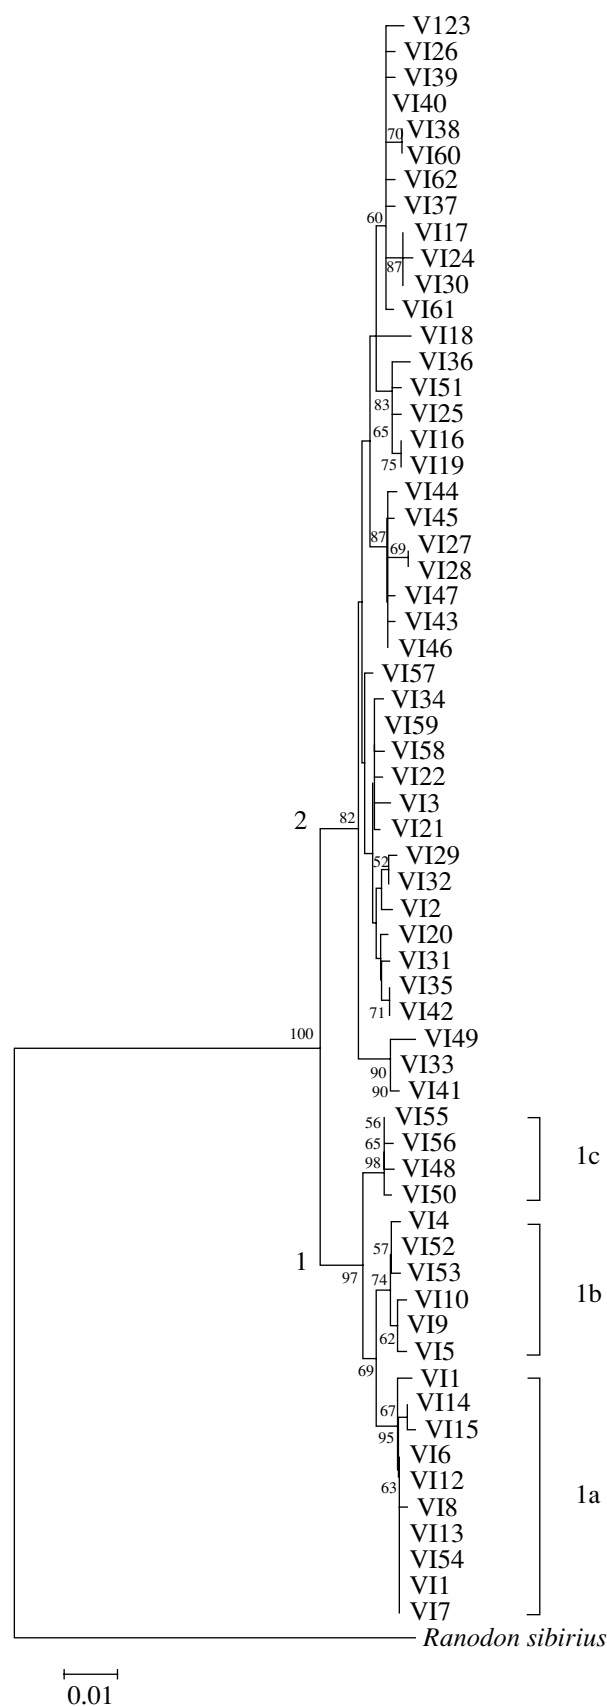 V123
VI26
VI39
VI40
70
VI38
VI60
VI62
VI37
60
VI17
VI24
87
VI30
VI61
VI18
VI36
VI51
83
VI25
65
VI16
75
VI19
VI44
VI45
87
VI27
69
VI28
VI47
VI43
VI46
VI57
VI34
VI59
VI58
VI22
VI3
2
82
VI21
52
VI29
VI32
VI2
VI20
VI31
VI35
71
VI42
100
VI49
VI33
90
90
VI41
56
VI55
65
VI56
1c
98
VI48
VI50
VI4
57
VI52
1
97
74
VI53
1b
VI10
VI9
62
VI5
69
VI1
67
VI14
95
VI15
VI6
63
VI12
1a
VI8
VI13
VI54
VI1
VI7
Ranodon sibirius
0.01